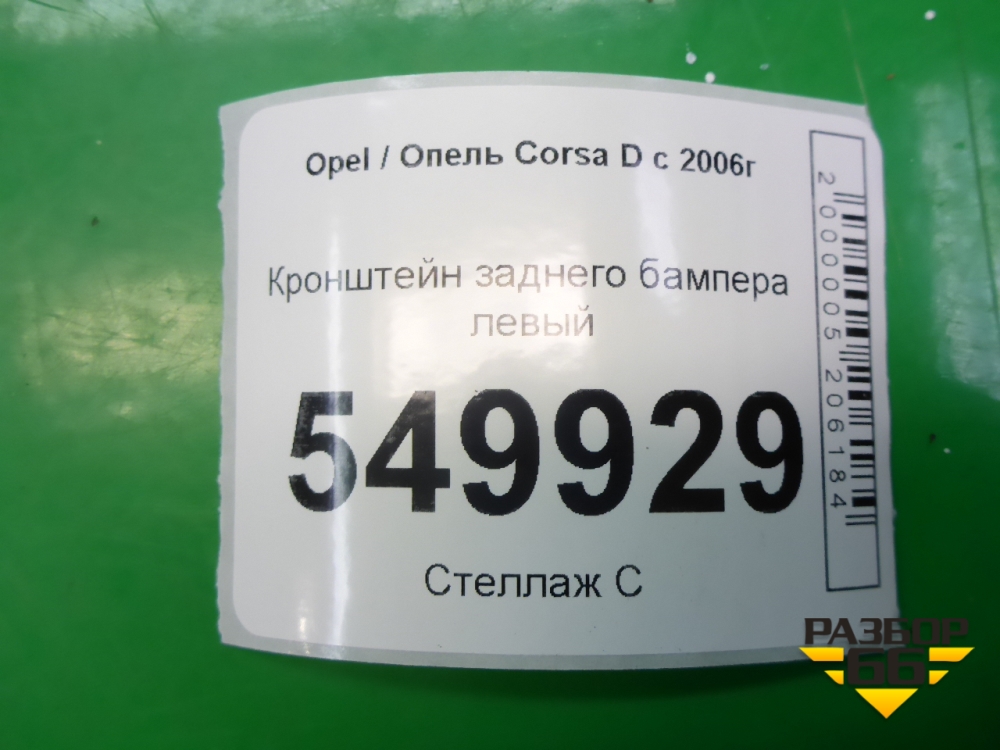 Opel / Опель Corsa D с 2006г
Кронштейн заднего бампера
левый
549929
Стеллаж С
2000005206184
РАЗБОР
66